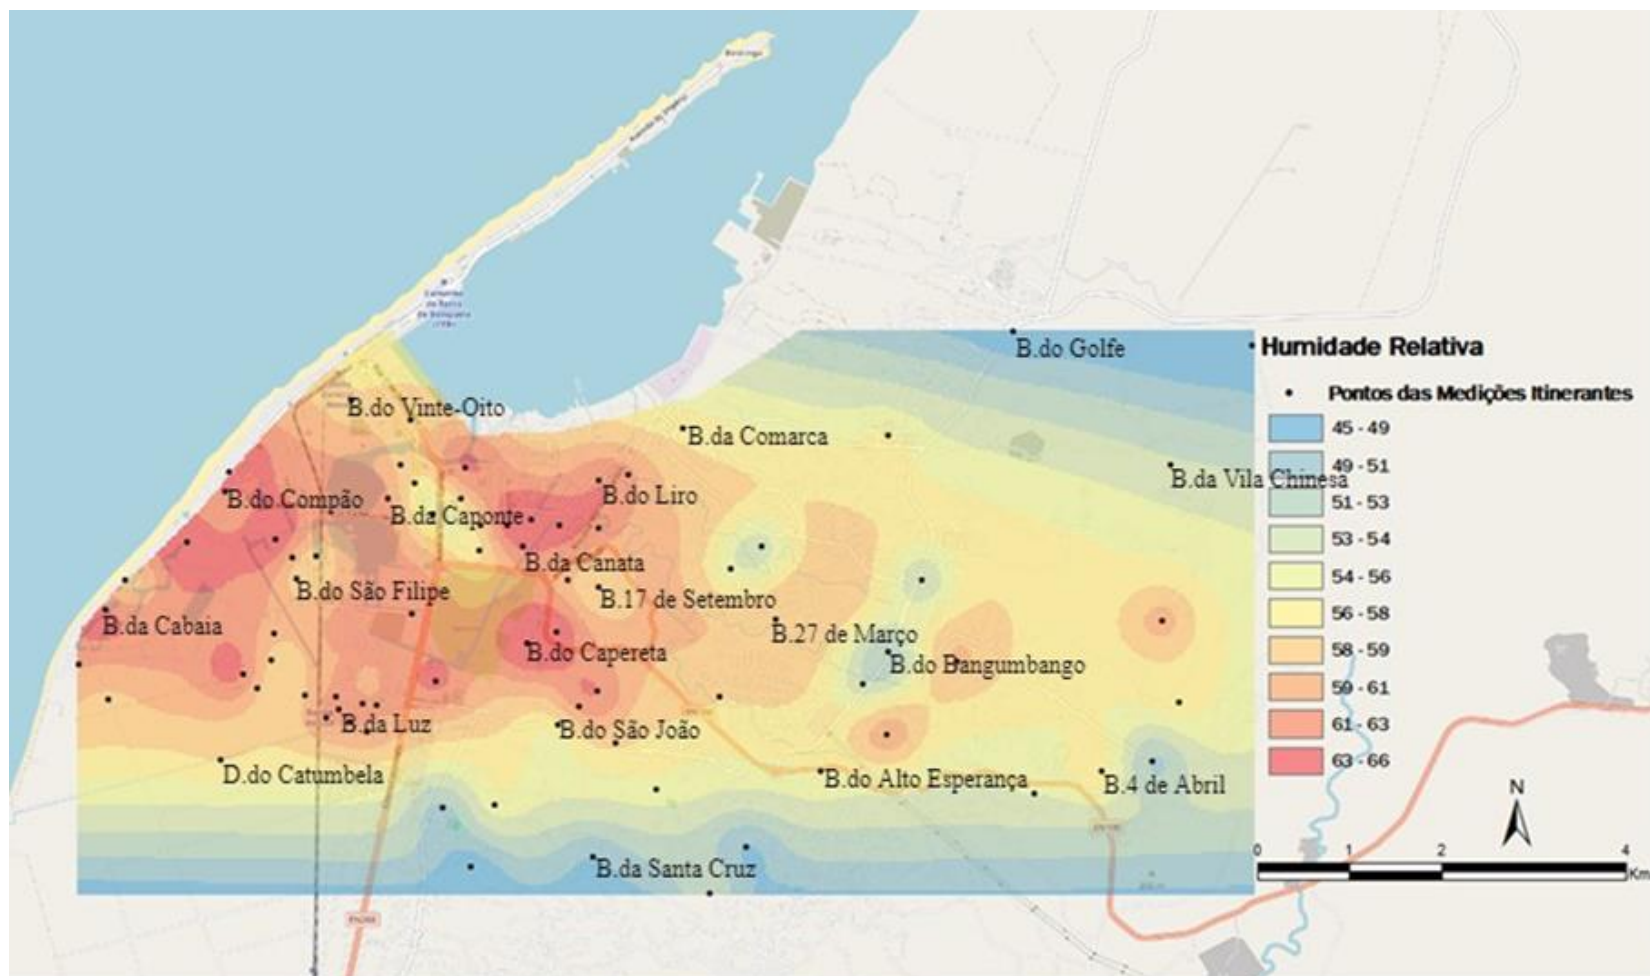 Restinga
B.do Golfe
Humidade Relativa
Pontos das Medições Itinerantes
B.do Vinte-Oito
B.da Comarca
45 - 49
49 - 51
51 - 53
53 - 54
54 - 56
56 - 58
58 - 59
59 - 61
61 - 63
63 - 66
B.da Vila Chinesa
B.do Compão
B.do Liro
B.da Caponte
B.da Canata
B.do São Filipe
B.17 de Setembro
B.da Cabaia
B.27 de Março
B.do Capereta
B.do Bangumbango
B.da Luz
B.do São João
D.do Catumbela
B.do Alto Esperança
B.4 de Abril
B.da Santa Cruz
N
0 1 2 4
Km